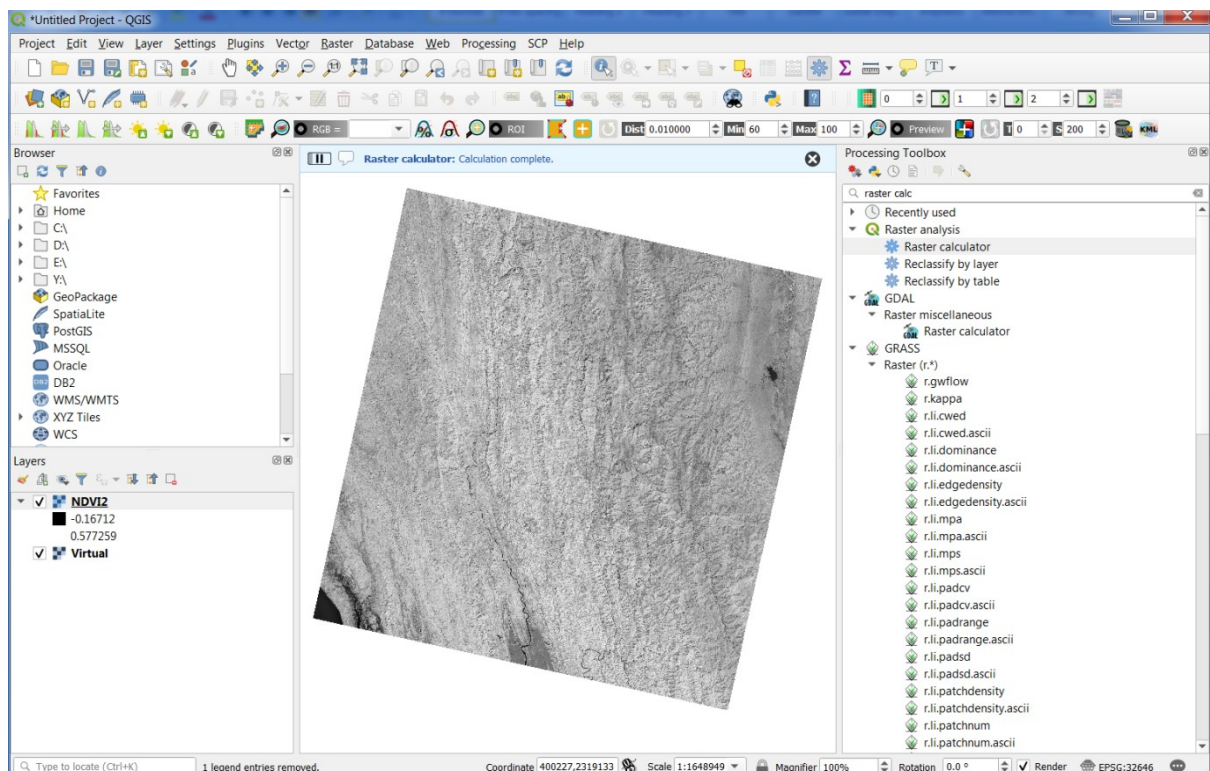 *Untitled Project - QGIS
Project Edit View Layer Settings Plugins Vector Raster Database Web Processing SCP Help
0 1 2
RGB = ROI Dist 0.010000 Min 60 Max 100 Preview T 0 S 200 KML
Browser
Favorites
Home
C:\
D:\
E:\
Y:\
GeoPackage
SpatiaLite
PostGIS
MSSQL
Oracle
DB2 DB2
WMS/WMTS
XYZ Tiles
WCS
Layers
NDVI2
-0.16712
0.577259
Virtual
Raster calculator: Calculation complete.
Processing Toolbox
raster calc
Recently used
Raster analysis
Raster calculator
Reclassify by layer
Reclassify by table
GDAL
Raster miscellaneous
Raster calculator
GRASS
Raster (r.*)
r.gwflow
r.kappa
r.li.cwed
r.li.cwed.ascii
r.li.dominance
r.li.dominance.ascii
r.li.edgedensity
r.li.edgedensity.ascii
r.li.mpa
r.li.mpa.ascii
r.li.mps
r.li.mps.ascii
r.li.padcv
r.li.padcv.ascii
r.li.padrange
r.li.padrange.ascii
r.li.padsd
r.li.padsd.ascii
r.li.patchdensity
r.li.patchdensity.ascii
r.li.patchnum
r.li.patchnum.ascii
Type to locate (Ctrl+K) 1 legend entries removed. Coordinate 400227,2319133 Scale 1:1648949 Magnifier 100% Rotation 0.0 ° Render EPSG:32646